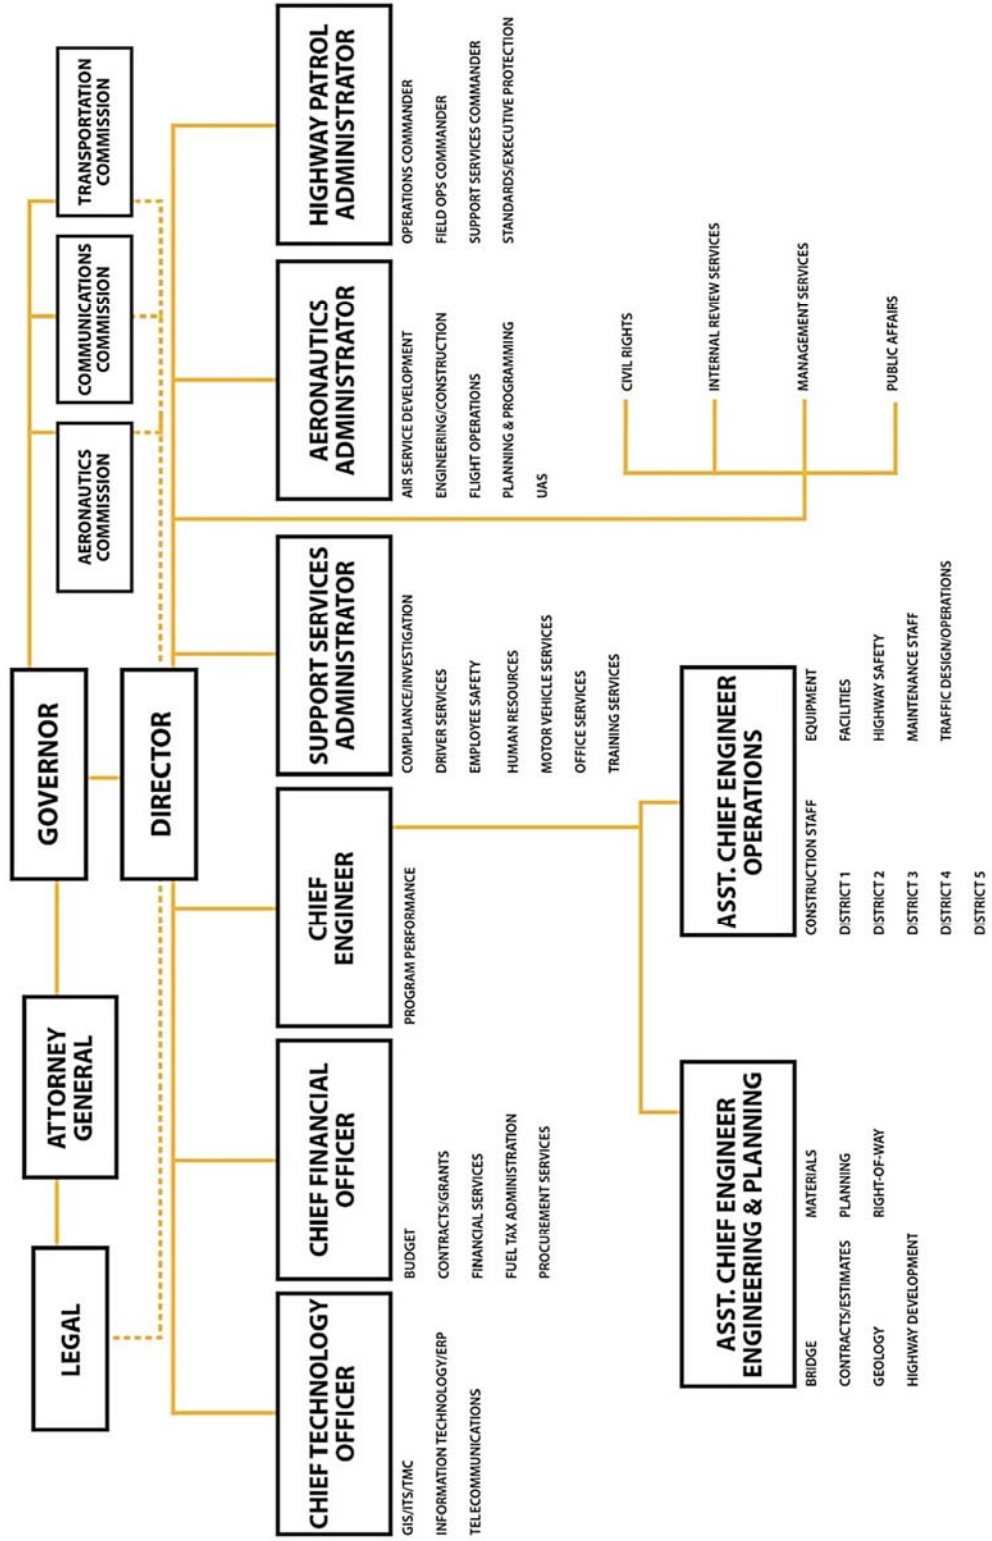 GOVERNOR
ATTORNEY
GENERAL
LEGAL
AERONAUTICS
COMMISSION
COMMUNICATIONS
COMMISSION
TRANSPORTATION
COMMISSION
DIRECTOR
CHIEF TECHNOLOGY
OFFICER
GIS/ITS/TMC
INFORMATION TECHNOLOGY/ERP
TELECOMMUNICATIONS
CHIEF FINANCIAL
OFFICER
BUDGET
CONTRACTS/GRANTS
FINANCIAL SERVICES
FUEL TAX ADMINISTRATION
PROCUREMENT SERVICES
CHIEF
ENGINEER
PROGRAM PERFORMANCE
SUPPORT SERVICES
ADMINISTRATOR
COMPLIANCE/INVESTIGATION
DRIVER SERVICES
EMPLOYEE SAFETY
HUMAN RESOURCES
MOTOR VEHICLE SERVICES
OFFICE SERVICES
TRAINING SERVICES
AERONAUTICS
ADMINISTRATOR
AIR SERVICE DEVELOPMENT
ENGINEERING/CONSTRUCTION
FLIGHT OPERATIONS
PLANNING & PROGRAMMING
UAS
HIGHWAY PATROL
ADMINISTRATOR
OPERATIONS COMMANDER
FIELD OPS COMMANDER
SUPPORT SERVICES COMMANDER
STANDARDS/EXECUTIVE PROTECTION
CIVIL RIGHTS
INTERNAL REVIEW SERVICES
MANAGEMENT SERVICES
PUBLIC AFFAIRS
ASST. CHIEF ENGINEER
ENGINEERING & PLANNING
BRIDGE
CONTRACTS/ESTIMATES
GEOLOGY
HIGHWAY DEVELOPMENT
MATERIALS
PLANNING
RIGHT-OF-WAY
ASST. CHIEF ENGINEER
OPERATIONS
CONSTRUCTION STAFF
DISTRICT 1
DISTRICT 2
DISTRICT 3
DISTRICT 4
DISTRICT 5
EQUIPMENT
FACILITIES
HIGHWAY SAFETY
MAINTENANCE STAFF
TRAFFIC DESIGN/OPERATIONS